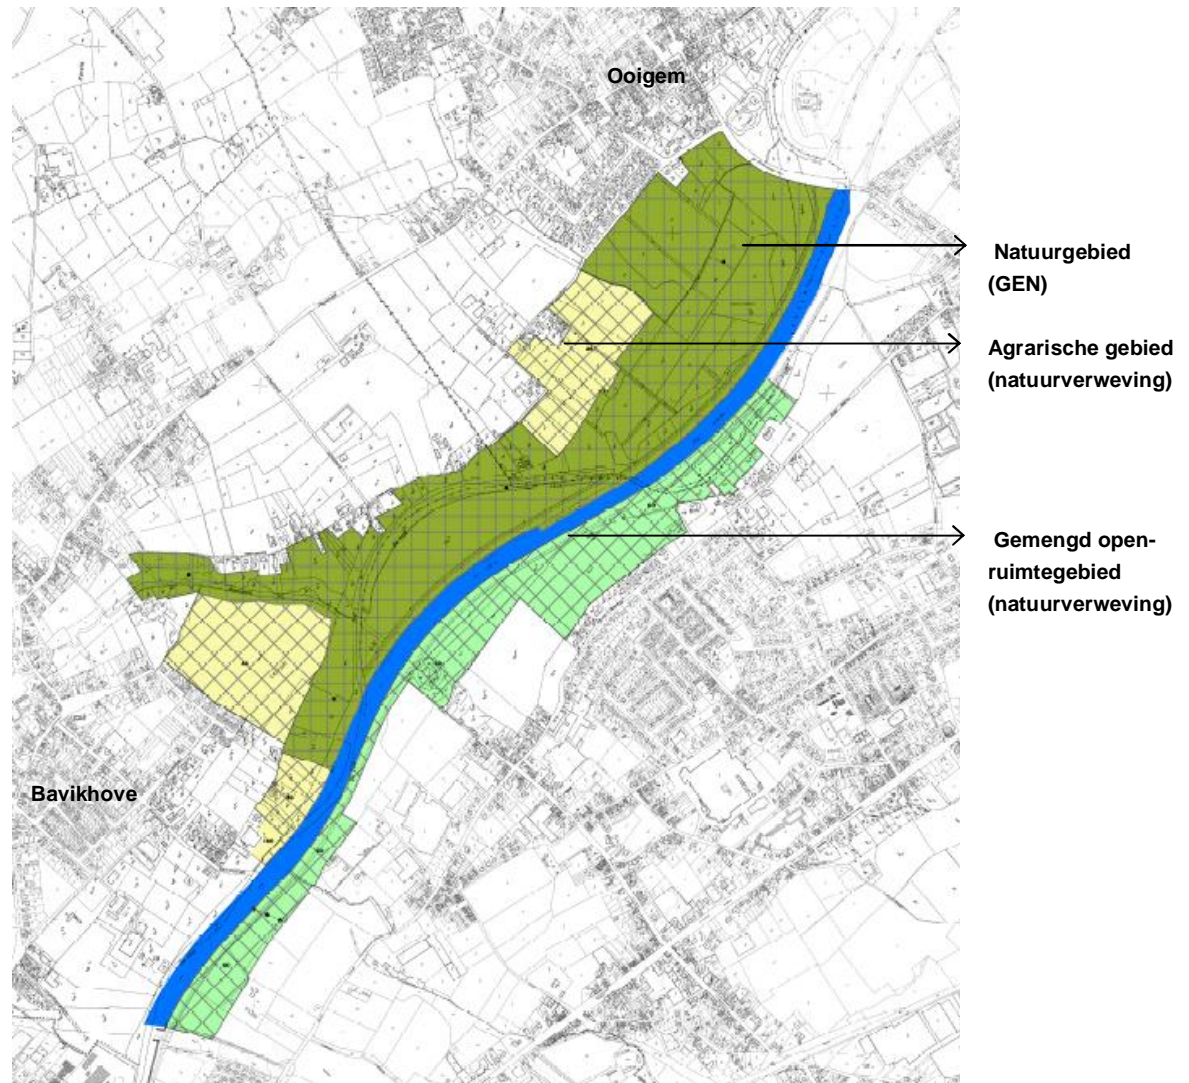 Ooigem
Natuurgebied
(GEN)
Agrarische gebied
(natuurverweving)
Gemengd open-
ruimtegebied
(natuurverweving)
Bavikhove